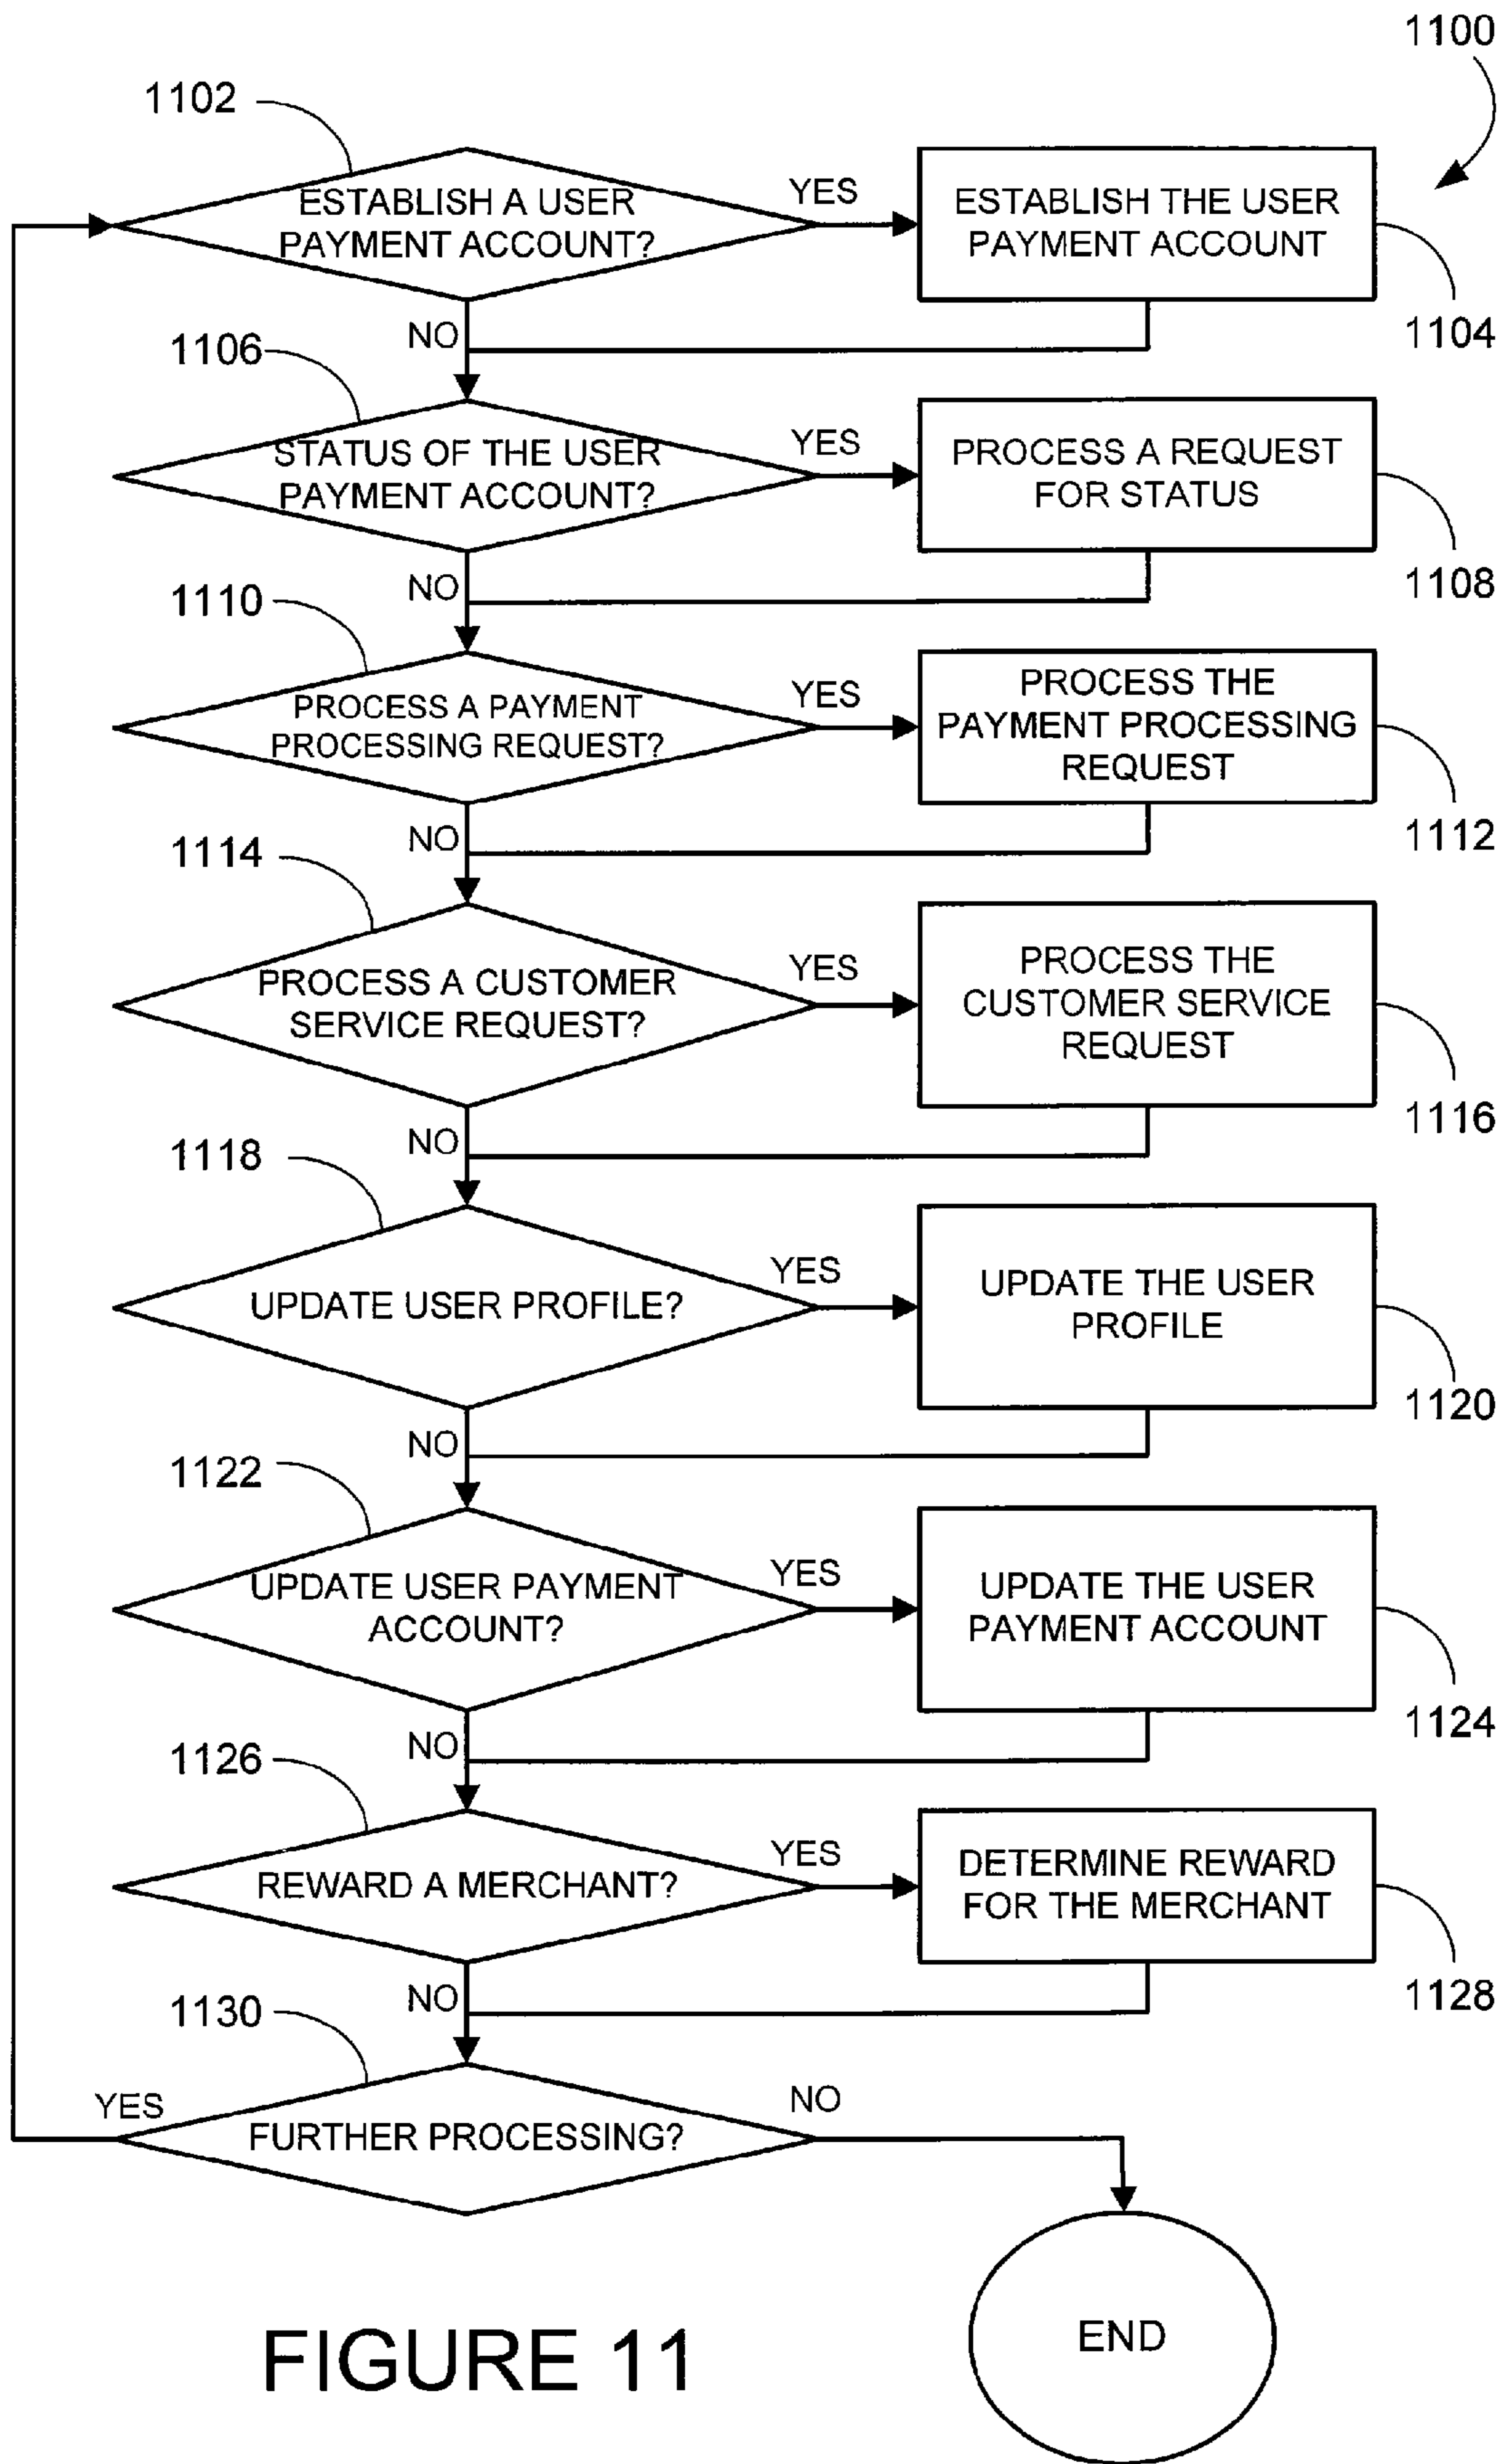 1100
1102
ESTABLISH A USER
PAYMENT ACCOUNT?
YES
ESTABLISH THE USER
PAYMENT ACCOUNT
1104
NO
1106
STATUS OF THE USER
PAYMENT ACCOUNT?
YES
PROCESS A REQUEST
FOR STATUS
1108
NO
1110
PROCESS A PAYMENT
PROCESSING REQUEST?
YES
PROCESS THE
PAYMENT PROCESSING
REQUEST
1112
NO
1114
PROCESS A CUSTOMER
SERVICE REQUEST?
YES
PROCESS THE
CUSTOMER SERVICE
REQUEST
1116
NO
1118
UPDATE USER PROFILE?
YES
UPDATE THE USER
PROFILE
1120
NO
1122
UPDATE USER PAYMENT
ACCOUNT?
YES
UPDATE THE USER
PAYMENT ACCOUNT
1124
NO
1126
REWARD A MERCHANT?
YES
DETERMINE REWARD
FOR THE MERCHANT
1128
NO
1130
YES
FURTHER PROCESSING?
NO
END
FIGURE 11